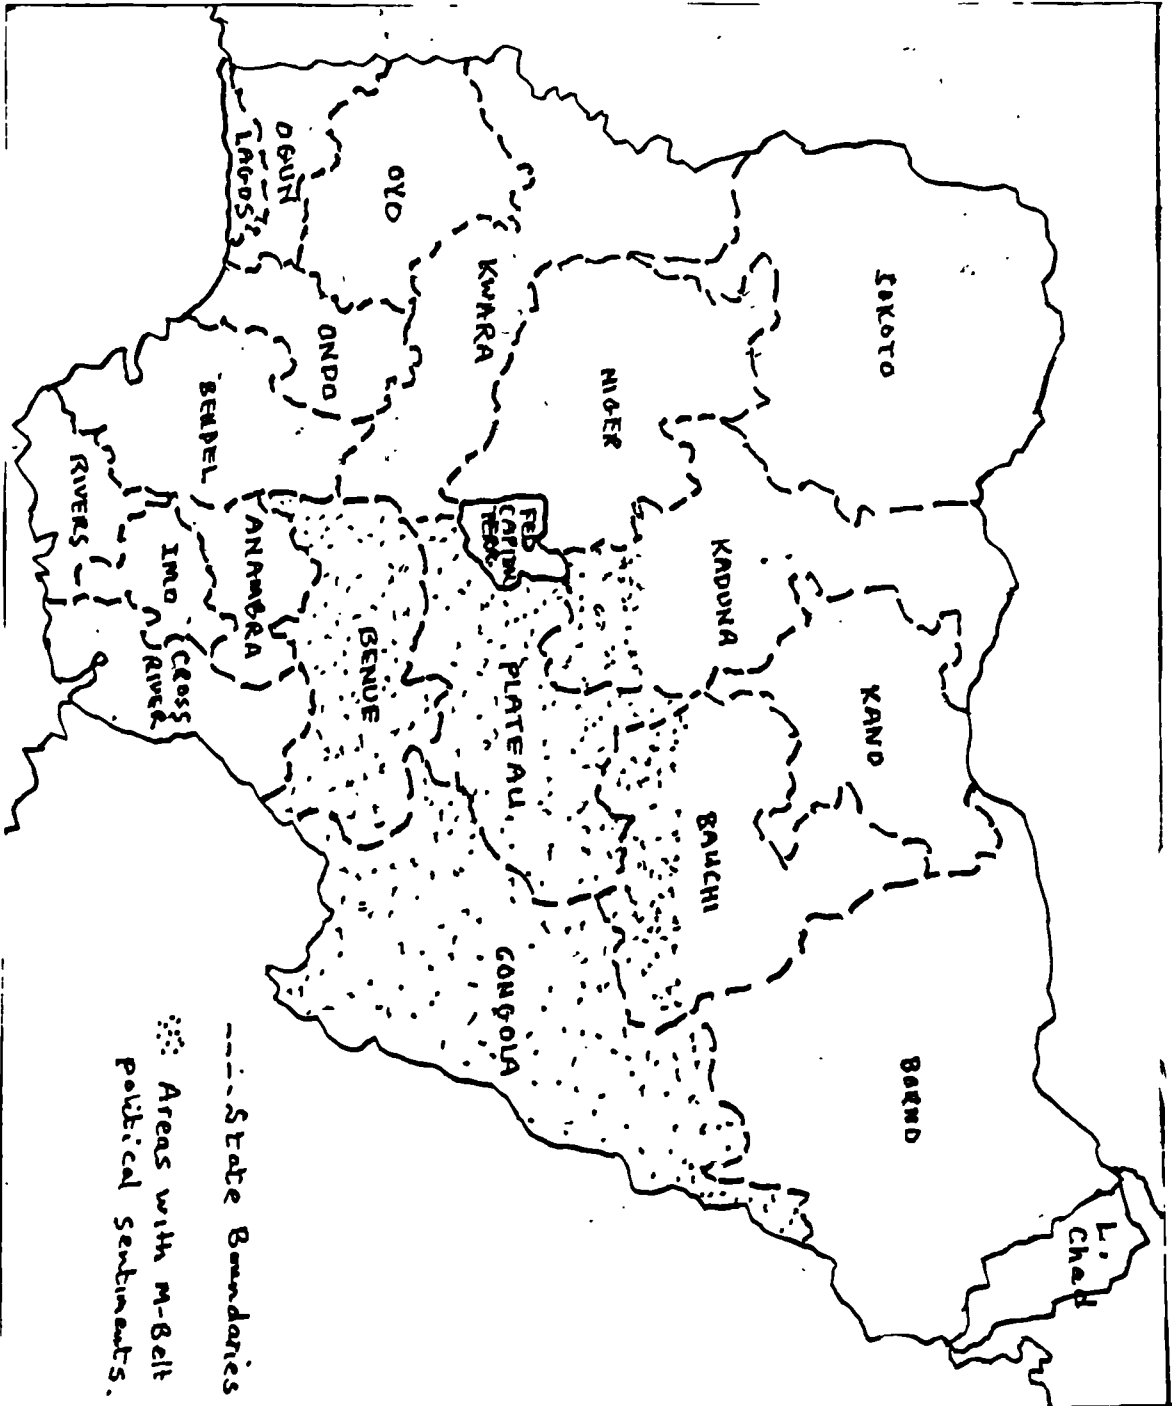 SOKOTO
KANO
BORNO
L. Chad
KADUNA
BAUCHI
NIGER
FED
CAPITAL
TERR.
PLATEAU
GONGOLA
KWARA
OYO
BENUE
ONDO
OGUN
LAGOS
BENDEL
ANAMBRA
IMO
CROSS
RIVER
RIVERS
State Boundaries
Areas with M-Belt
political sentiments.